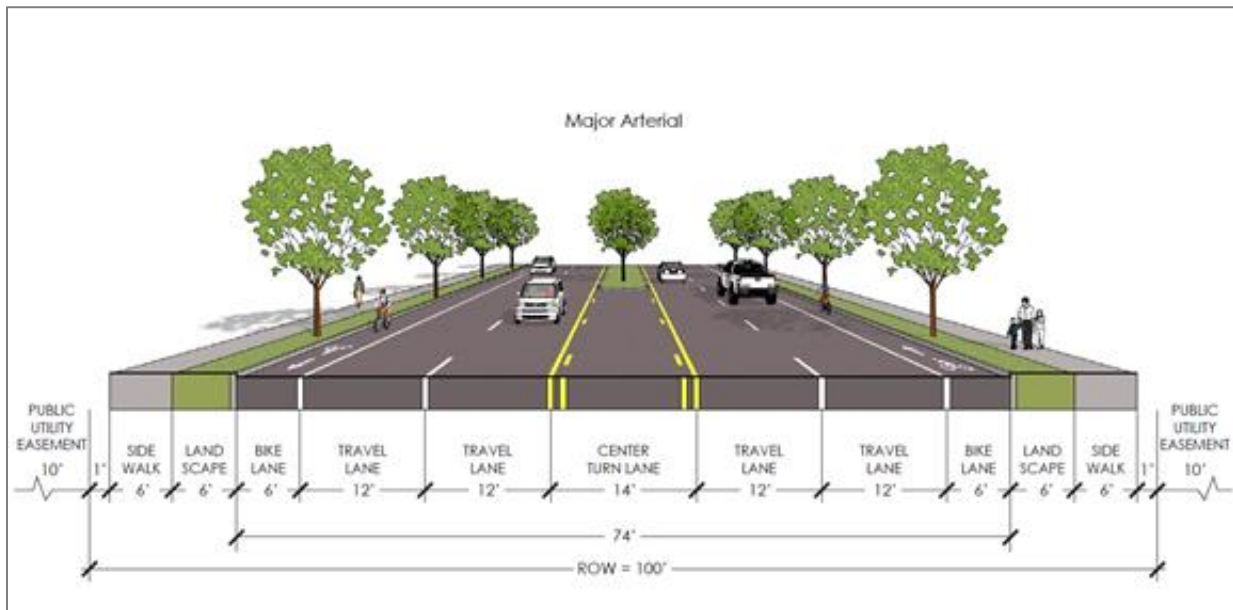 Major Arterial
PUBLIC
UTILITY
EASEMENT
10'
1'
SIDE
WALK
6'
LAND
SCAPE
6'
BIKE
LANE
6'
TRAVEL
LANE
12'
TRAVEL
LANE
12'
CENTER
TURN LANE
14'
TRAVEL
LANE
12'
TRAVEL
LANE
12'
BIKE
LANE
6'
LAND
SCAPE
6'
SIDE
WALK
6'
1'
PUBLIC
UTILITY
EASEMENT
10'
74'
ROW = 100'